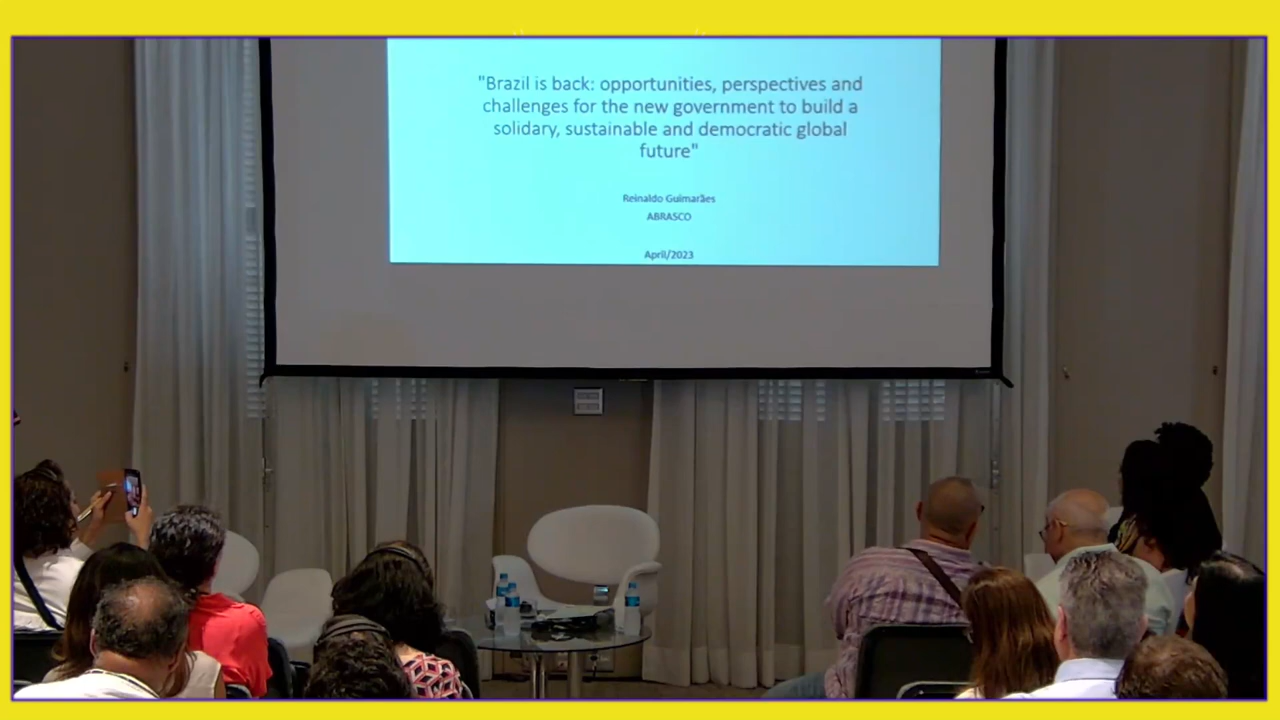 "Brazil is back: opportunities, perspectives and
challenges for the new government to build a
solidary, sustainable and democratic global
future"
Reinaldo Guimarães
ABRASCO
April/2023